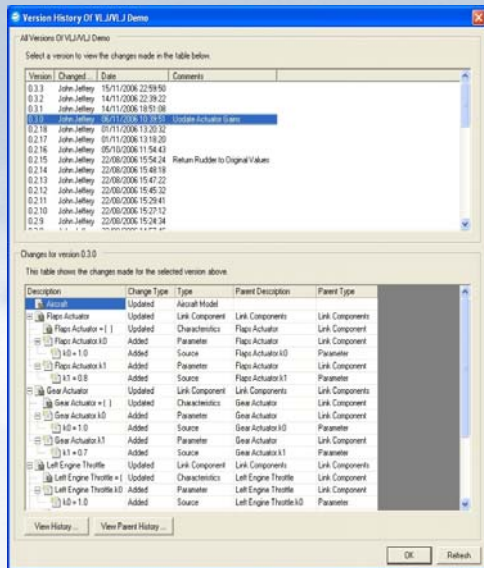 Version History Of VLJ/VLJ Demo
All Versions Of VLJ/VLJ Demo
Select a version to view the changes made in the table below.
Version Changed ... Date Comments
0.3.3 John Jeffery 15/11/2006 22:59:50
0.3.2 John Jeffery 14/11/2006 22:39:22
0.3.1 John Jeffery 14/11/2006 18:51:08
0.3.0 John Jeffery 06/11/2006 10:39:51 Update Actuator Gains
0.2.18 John Jeffery 01/11/2006 13:20:32
0.2.17 John Jeffery 01/11/2006 13:18:20
0.2.16 John Jeffery 05/10/2006 11:54:43
0.2.15 John Jeffery 22/08/2006 15:54:24 Return Rudder to Original Values
0.2.14 John Jeffery 22/08/2006 15:48:18
0.2.13 John Jeffery 22/08/2006 15:47:22
0.2.12 John Jeffery 22/08/2006 15:45:32
0.2.11 John Jeffery 22/08/2006 15:29:41
0.2.10 John Jeffery 22/08/2006 15:27:12
0.2.9 John Jeffery 22/08/2006 15:24:34
Changes for version 0.3.0
This table shows the changes made for the selected version above.
Description Change Type Type Parent Description Parent Type
Aircraft Updated Aircraft Model
Flaps Actuator Updated Link Component Link Components Link Components
Flaps Actuator = { } Updated Characteristics Flaps Actuator Link Component
Flaps Actuator.k0 Added Parameter Flaps Actuator Link Component
k0 = 1.0 Added Source Flaps Actuator.k0 Parameter
Flaps Actuator.k1 Added Parameter Flaps Actuator Link Component
k1 = 0.8 Added Source Flaps Actuator.k1 Parameter
Gear Actuator Updated Link Component Link Components Link Components
Gear Actuator = { } Updated Characteristics Gear Actuator Link Component
Gear Actuator.k0 Added Parameter Gear Actuator Link Component
k0 = 1.0 Added Source Gear Actuator.k0 Parameter
Gear Actuator.k1 Added Parameter Gear Actuator Link Component
k1 = 0.7 Added Source Gear Actuator.k1 Parameter
Left Engine Throttle Updated Link Component Link Components Link Components
Left Engine Throttle = { Updated Characteristics Left Engine Throttle Link Component
Left Engine Throttle.k0 Added Parameter Left Engine Throttle Link Component
k0 = 1.0 Added Source Left Engine Throttle.k0 Parameter
View History ... View Parent History ...
OK Refresh